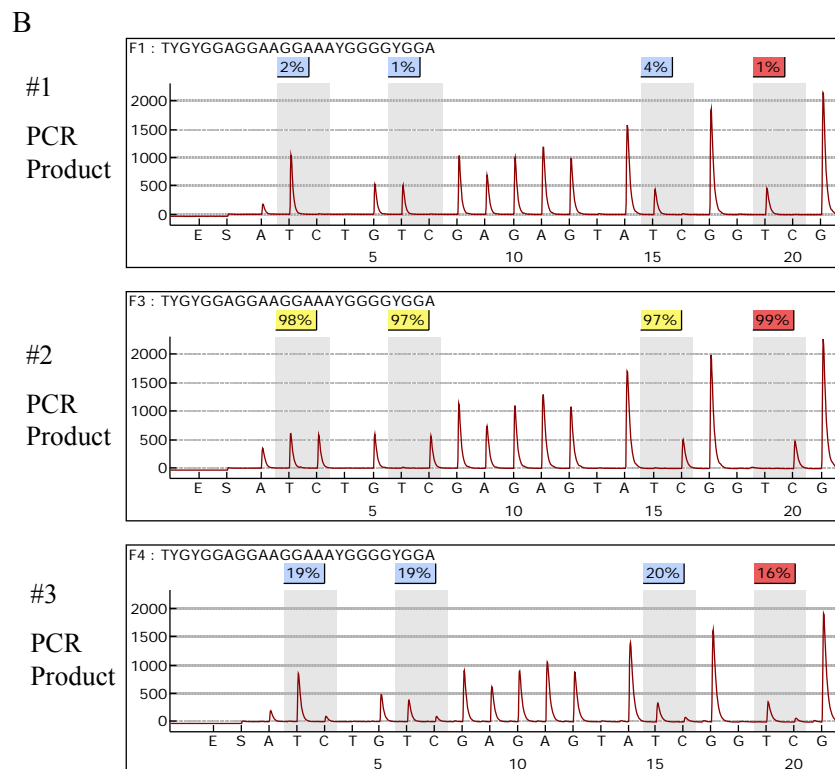 B
#1
PCR
Product
F1 : TYGYGGAGGAAGGAAAYGGGGYGGA
2% 1% 4% 1%
2000
1500
1000
500
0
E S A T C T G T C G A G A G T A T C G G T C G
5 10 15 20
#2
PCR
Product
F3 : TYGYGGAGGAAGGAAAYGGGGYGGA
98% 97% 97% 99%
2000
1500
1000
500
0
E S A T C T G T C G A G A G T A T C G G T C G
5 10 15 20
#3
PCR
Product
F4 : TYGYGGAGGAAGGAAAYGGGGYGGA
19% 19% 20% 16%
2000
1500
1000
500
0
E S A T C T G T C G A G A G T A T C G G T C G
5 10 15 20